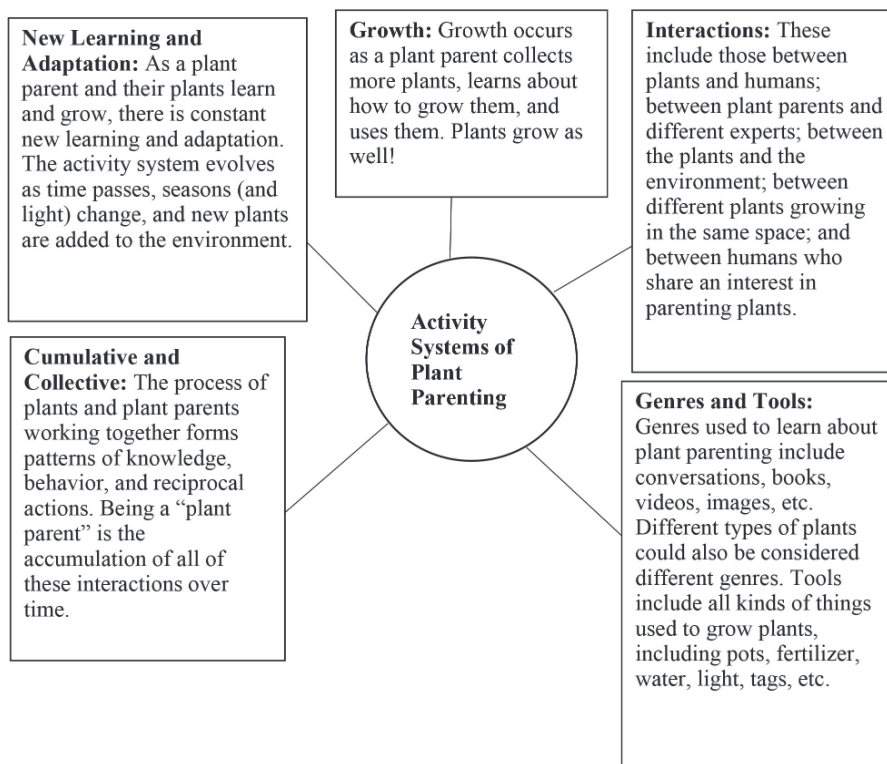 New Learning and
Adaptation: As a plant
parent and their plants learn
and grow, there is constant
new learning and adaptation.
The activity system evolves
as time passes, seasons (and
light) change, and new plants
are added to the environment.
Growth: Growth occurs
as a plant parent collects
more plants, learns about
how to grow them, and
uses them. Plants grow as
well!
Interactions: These
include those between
plants and humans;
between plant parents and
different experts; between
the plants and the
environment; between
different plants growing
in the same space; and
between humans who
share an interest in
parenting plants.
Activity
Systems of
Plant
Parenting
Cumulative and
Collective: The process of
plants and plant parents
working together forms
patterns of knowledge,
behavior, and reciprocal
actions. Being a “plant
parent” is the
accumulation of all of
these interactions over
time.
Genres and Tools:
Genres used to learn about
plant parenting include
conversations, books,
videos, images, etc.
Different types of plants
could also be considered
different genres. Tools
include all kinds of things
used to grow plants,
including pots, fertilizer,
water, light, tags, etc.